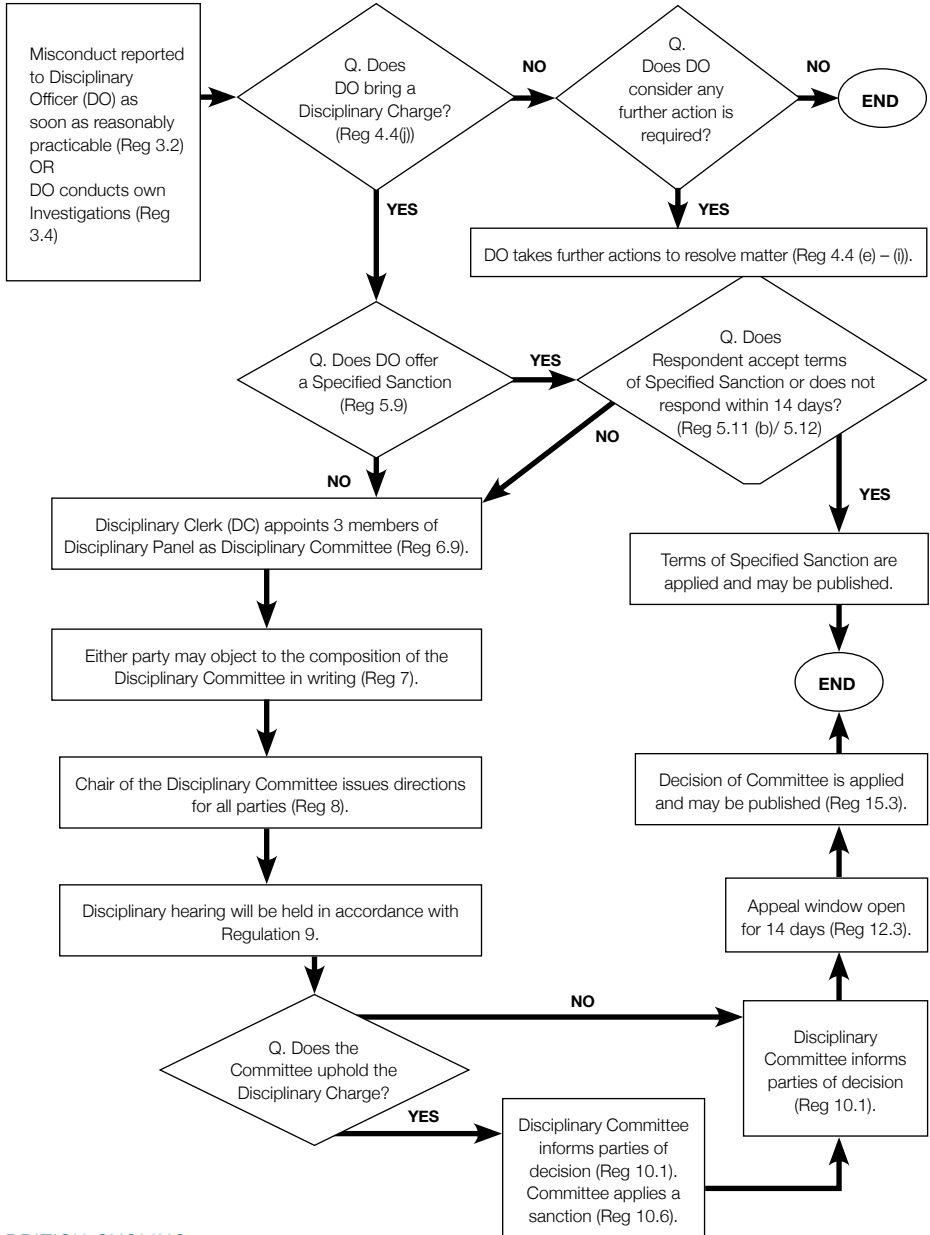 Misconduct reported
to Disciplinary
Officer (DO) as
soon as reasonably
practicable (Reg 3.2)
OR
DO conducts own
Investigations (Reg
3.4)
Q. Does
DO bring a
Disciplinary Charge?
(Reg 4.4(j))
NO
Q.
Does DO
consider any
further action is
required?
NO
END
YES
YES
DO takes further actions to resolve matter (Reg 4.4 (e) – (i)).
Q. Does DO offer
a Specified Sanction
(Reg 5.9)
YES
Q. Does
Respondent accept terms
of Specified Sanction or does not
respond within 14 days?
(Reg 5.11 (b)/ 5.12)
NO
NO
YES
Disciplinary Clerk (DC) appoints 3 members of
Disciplinary Panel as Disciplinary Committee (Reg 6.9).
Terms of Specified Sanction are
applied and may be published.
Either party may object to the composition of the
Disciplinary Committee in writing (Reg 7).
END
Chair of the Disciplinary Committee issues directions
for all parties (Reg 8).
Decision of Committee is applied
and may be published (Reg 15.3).
Disciplinary hearing will be held in accordance with
Regulation 9.
Appeal window open
for 14 days (Reg 12.3).
Q. Does the
Committee uphold the
Disciplinary Charge?
NO
Disciplinary
Committee informs
parties of decision
(Reg 10.1).
YES
Disciplinary Committee
informs parties of
decision (Reg 10.1).
Committee applies a
sanction (Reg 10.6).